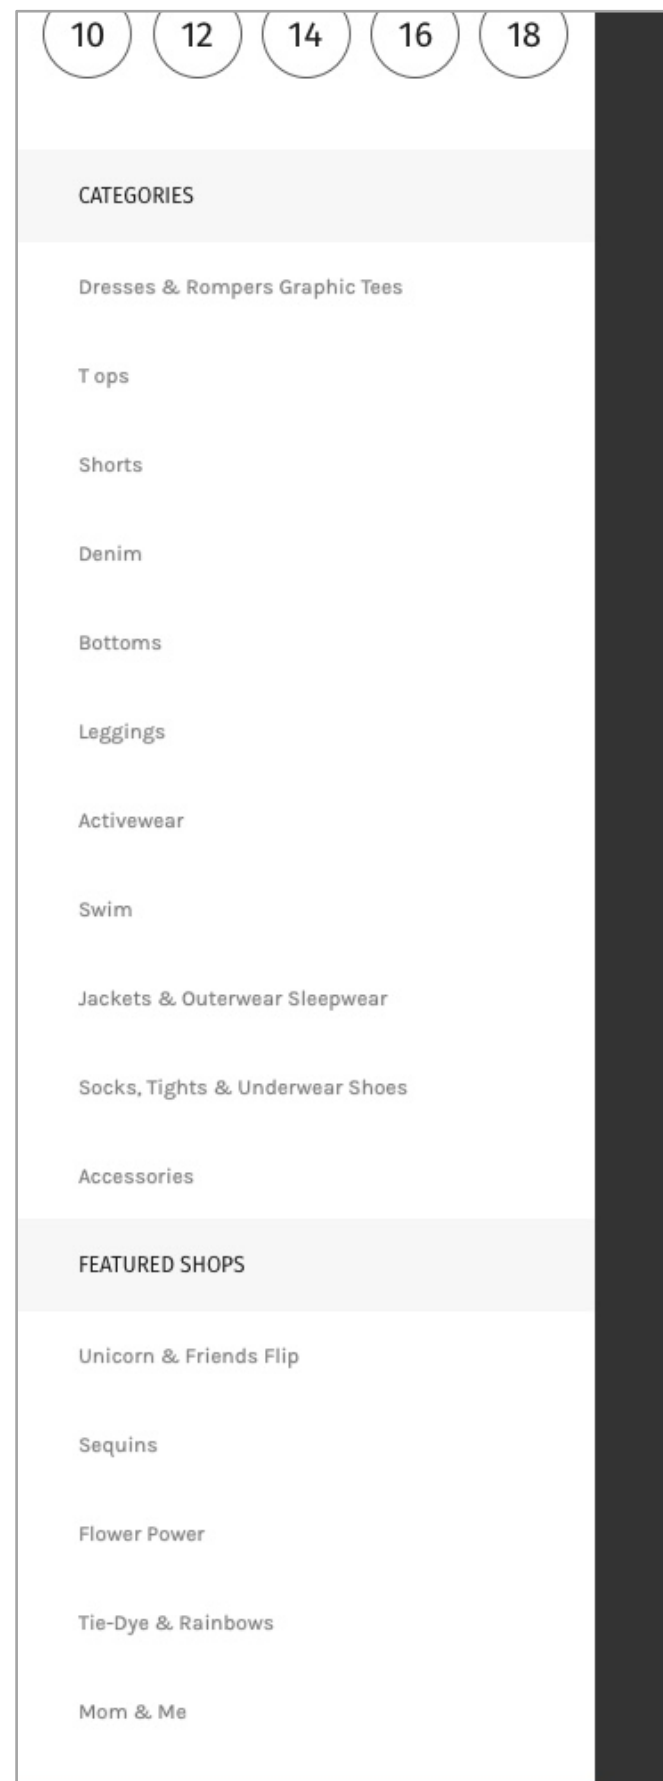 10 12 14 16 18
CATEGORIES
Dresses & Rompers Graphic Tees
T ops
Shorts
Denim
Bottoms
Leggings
Activewear
Swim
Jackets & Outerwear Sleepwear
Socks, Tights & Underwear Shoes
Accessories
FEATURED SHOPS
Unicorn & Friends Flip
Sequins
Flower Power
Tie-Dye & Rainbows
Mom & Me